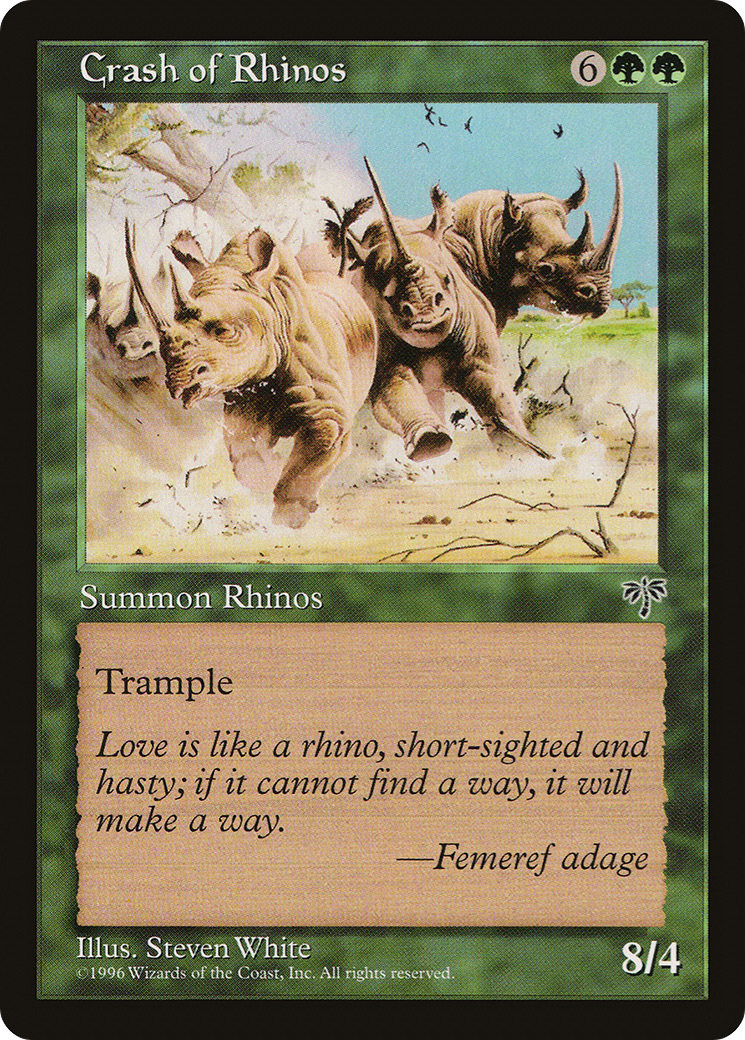 Crash of Rhinos 6
Summon Rhinos
Trample
Love is like a rhino, short-sighted and
hasty; if it cannot find a way, it will
make a way.
—Femeref adage
Illus. Steven White
©1996 Wizards of the Coast, Inc. All rights reserved.
8/4